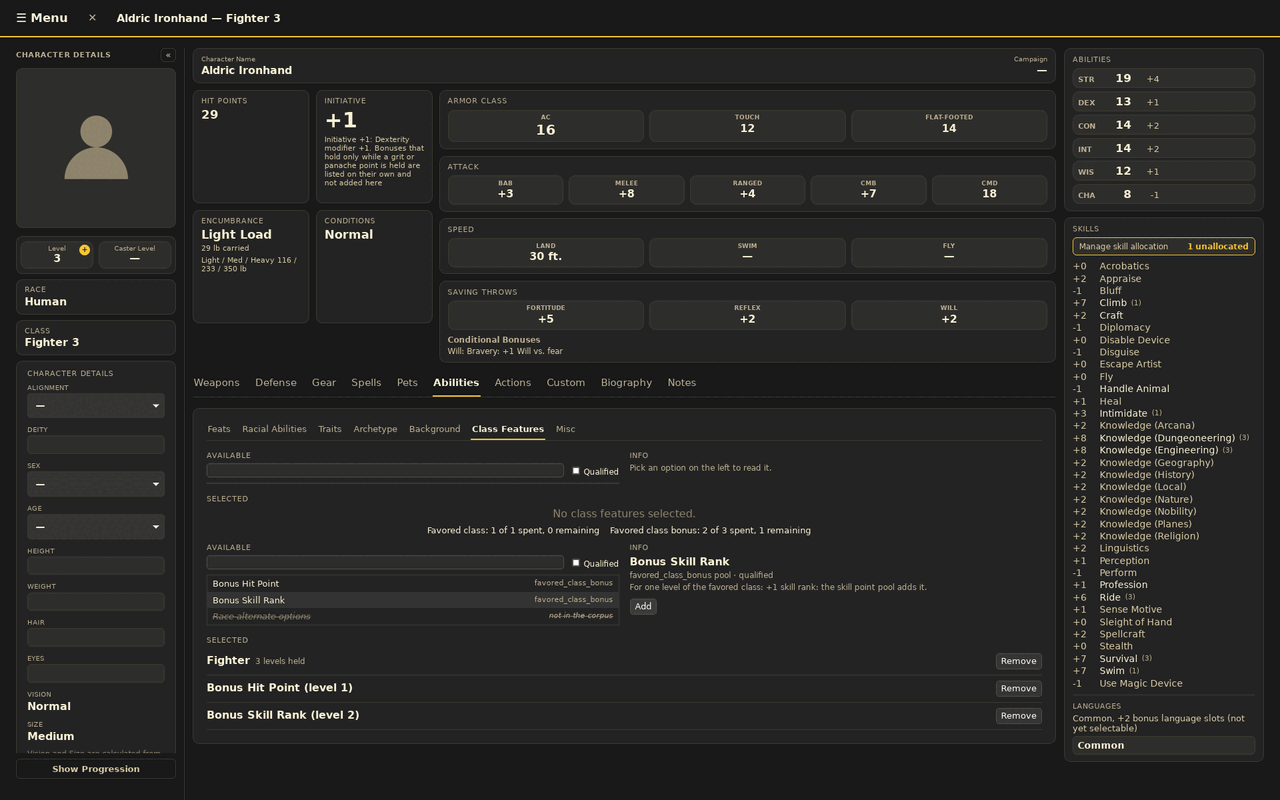 ☰ Menu
×
Aldric Ironhand — Fighter 3
CHARACTER DETAILS
«
Level
3
+
Caster Level
—
RACE
Human
CLASS
Fighter 3
CHARACTER DETAILS
ALIGNMENT
—
DEITY
SEX
—
AGE
—
HEIGHT
WEIGHT
HAIR
EYES
VISION
Normal
SIZE
Medium
Show Progression
Character Name
Aldric Ironhand
Campaign
—
HIT POINTS
29
INITIATIVE
+1
Initiative +1: Dexterity
modifier +1. Bonuses that
hold only while a grit or
panache point is held are
listed on their own and
not added here
ENCUMBRANCE
Light Load
29 lb carried
Light / Med / Heavy 116 /
233 / 350 lb
CONDITIONS
Normal
ARMOR CLASS
AC
16
TOUCH
12
FLAT-FOOTED
14
ATTACK
BAB
+3
MELEE
+8
RANGED
+4
CMB
+7
CMD
18
SPEED
LAND
30 ft.
SWIM
—
FLY
—
SAVING THROWS
FORTITUDE
+5
REFLEX
+2
WILL
+2
Conditional Bonuses
Will: Bravery: +1 Will vs. fear
Weapons Defense Gear Spells Pets Abilities Actions Custom Biography Notes
Feats Racial Abilities Traits Archetype Background Class Features Misc
AVAILABLE
Qualified
INFO
Pick an option on the left to read it.
SELECTED
No class features selected.
Favored class: 1 of 1 spent, 0 remaining Favored class bonus: 2 of 3 spent, 1 remaining
AVAILABLE
Qualified
Bonus Hit Point favored_class_bonus
Bonus Skill Rank favored_class_bonus
Race alternate options not in the corpus
INFO
Bonus Skill Rank
favored_class_bonus pool · qualified
For one level of the favored class: +1 skill rank: the skill point pool adds it.
Add
SELECTED
Fighter 3 levels held Remove
Bonus Hit Point (level 1) Remove
Bonus Skill Rank (level 2) Remove
ABILITIES
STR 19 +4
DEX 13 +1
CON 14 +2
INT 14 +2
WIS 12 +1
CHA 8 -1
SKILLS
Manage skill allocation 1 unallocated
+0 Acrobatics
+2 Appraise
-1 Bluff
+7 Climb (1)
+2 Craft
-1 Diplomacy
+0 Disable Device
-1 Disguise
+0 Escape Artist
+0 Fly
-1 Handle Animal
+1 Heal
+3 Intimidate (1)
+2 Knowledge (Arcana)
+8 Knowledge (Dungeoneering) (3)
+8 Knowledge (Engineering) (3)
+2 Knowledge (Geography)
+2 Knowledge (History)
+2 Knowledge (Local)
+2 Knowledge (Nature)
+2 Knowledge (Nobility)
+2 Knowledge (Planes)
+2 Knowledge (Religion)
+2 Linguistics
+1 Perception
-1 Perform
+1 Profession
+6 Ride (3)
+1 Sense Motive
+0 Sleight of Hand
+2 Spellcraft
+0 Stealth
+7 Survival (3)
+7 Swim (1)
-1 Use Magic Device
LANGUAGES
Common, +2 bonus language slots (not
yet selectable)
Common